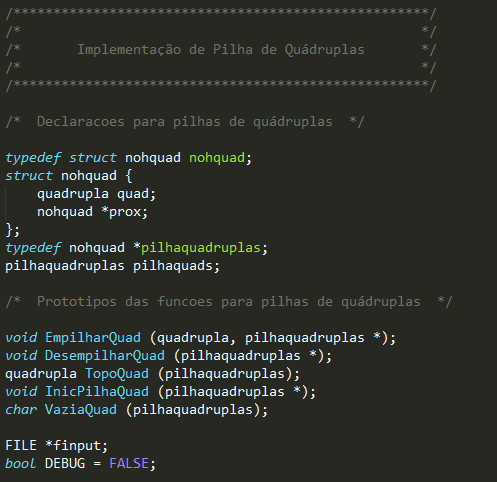 /****************************************************/
/*                                                  */
/*       Implementação de Pilha de Quádruplas       */
/*                                                  */
/****************************************************/
/*  Declaracoes para pilhas de quádruplas  */
typedef struct nohquad nohquad;
struct nohquad {
    quadrupla quad;
    nohquad *prox;
};
typedef nohquad *pilhaquadruplas;
pilhaquadruplas pilhaquads;
/*  Prototipos das funcoes para pilhas de quádruplas  */
void EmpilharQuad (quadrupla, pilhaquadruplas *);
void DesempilharQuad (pilhaquadruplas *);
quadrupla TopoQuad (pilhaquadruplas);
void InicPilhaQuad (pilhaquadruplas *);
char VaziaQuad (pilhaquadruplas);
FILE *finput;
bool DEBUG = FALSE;